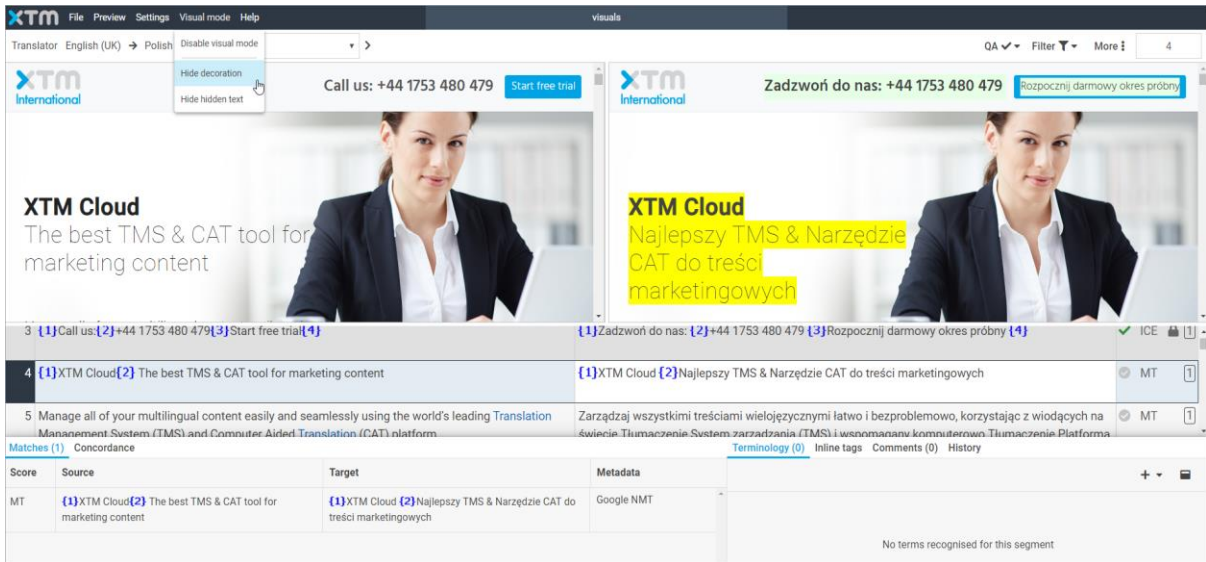 XTM File Preview Settings Visual mode Help visuals
Translator English (UK) → Polish
QA Filter More 4
Disable visual mode
Hide decoration
Hide hidden text
XTM
International
Call us: +44 1753 480 479 Start free trial
XTM
International
Zadzwoń do nas: +44 1753 480 479 Rozpocznij darmowy okres próbny
XTM Cloud
The best TMS & CAT tool for
marketing content
XTM Cloud
Najlepszy TMS & Narzędzie
CAT do treści
marketingowych
3 {1}Call us:{2}+44 1753 480 479{3}Start free trial{4} {1}Zadzwoń do nas: {2}+44 1753 480 479 {3}Rozpocznij darmowy okres próbny {4} ICE 1
4 {1}XTM Cloud{2} The best TMS & CAT tool for marketing content {1}XTM Cloud {2}Najlepszy TMS & Narzędzie CAT do treści marketingowych MT 1
5 Manage all of your multilingual content easily and seamlessly using the world's leading Translation Zarządzaj wszystkimi treściami wielojęzycznymi łatwo i bezproblemowo, korzystając z wiodących na MT 1
Management System (TMS) and Computer Aided Translation (CAT) platform świecie Tłumaczenie System zarządzania (TMS) i wspomagany komputerowo Tłumaczenie Platforma
Matches (1) Concordance
Terminology (0) Inline tags Comments (0) History
Score Source Target Metadata
MT {1}XTM Cloud{2} The best TMS & CAT tool for {1}XTM Cloud {2}Najlepszy TMS & Narzędzie CAT do Google NMT
marketing content treści marketingowych
No terms recognised for this segment